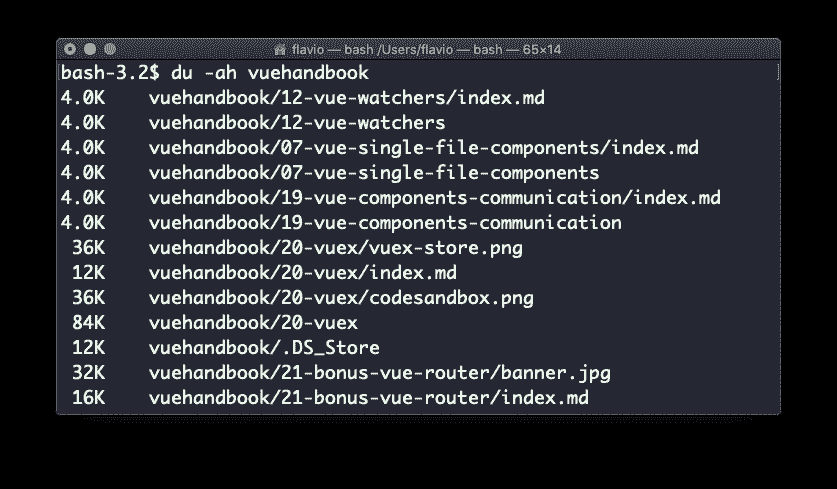 flavio — bash /Users/flavio — bash — 65×14
bash-3.2$ du -ah vuehandbook
4.0K    vuehandbook/12-vue-watchers/index.md
4.0K    vuehandbook/12-vue-watchers
4.0K    vuehandbook/07-vue-single-file-components/index.md
4.0K    vuehandbook/07-vue-single-file-components
4.0K    vuehandbook/19-vue-components-communication/index.md
4.0K    vuehandbook/19-vue-components-communication
 36K    vuehandbook/20-vuex/vuex-store.png
 12K    vuehandbook/20-vuex/index.md
 36K    vuehandbook/20-vuex/codesandbox.png
 84K    vuehandbook/20-vuex
 12K    vuehandbook/.DS_Store
 32K    vuehandbook/21-bonus-vue-router/banner.jpg
 16K    vuehandbook/21-bonus-vue-router/index.md